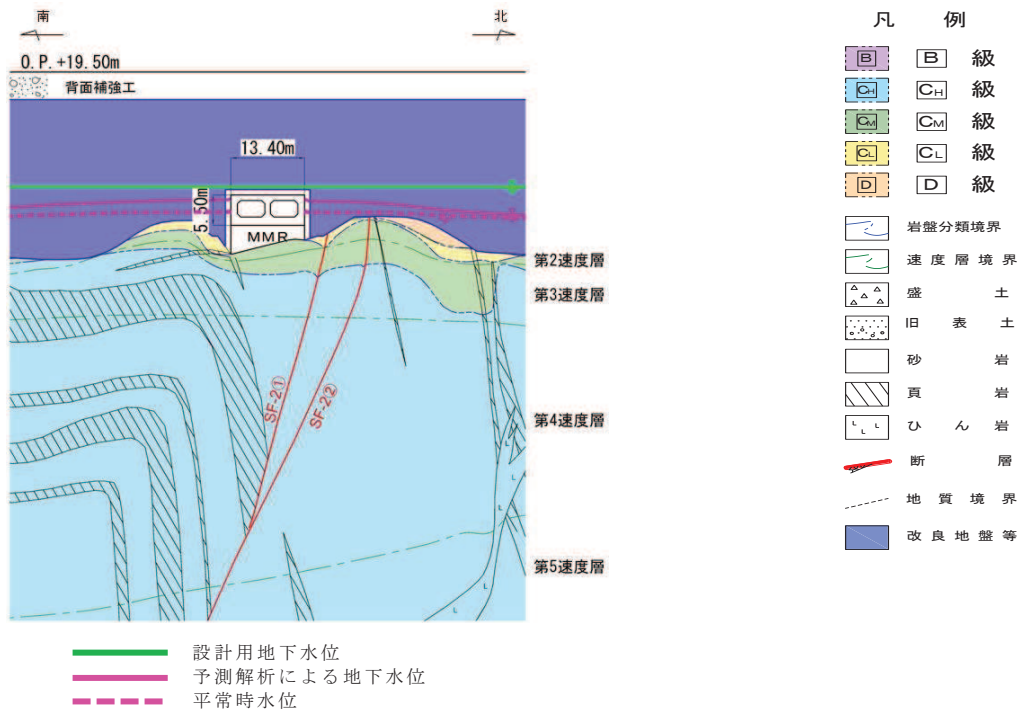 南
北
O.P.+19.50m
背面補強工
13.40m
5.50m
MMR
第2速度層
第3速度層
SF-2①
SF-2②
第4速度層
第5速度層
L
L
L
L
設計用地下水位
予測解析による地下水位
平常時水位
凡 例
B B 級
CH CH 級
CM CM 級
CL CL 級
D D 級
岩盤分類境界
速度層境界
盛 土
旧 表 土
砂 岩
頁 岩
L L L ひ ん 岩
断 層
地質境界
改良地盤等